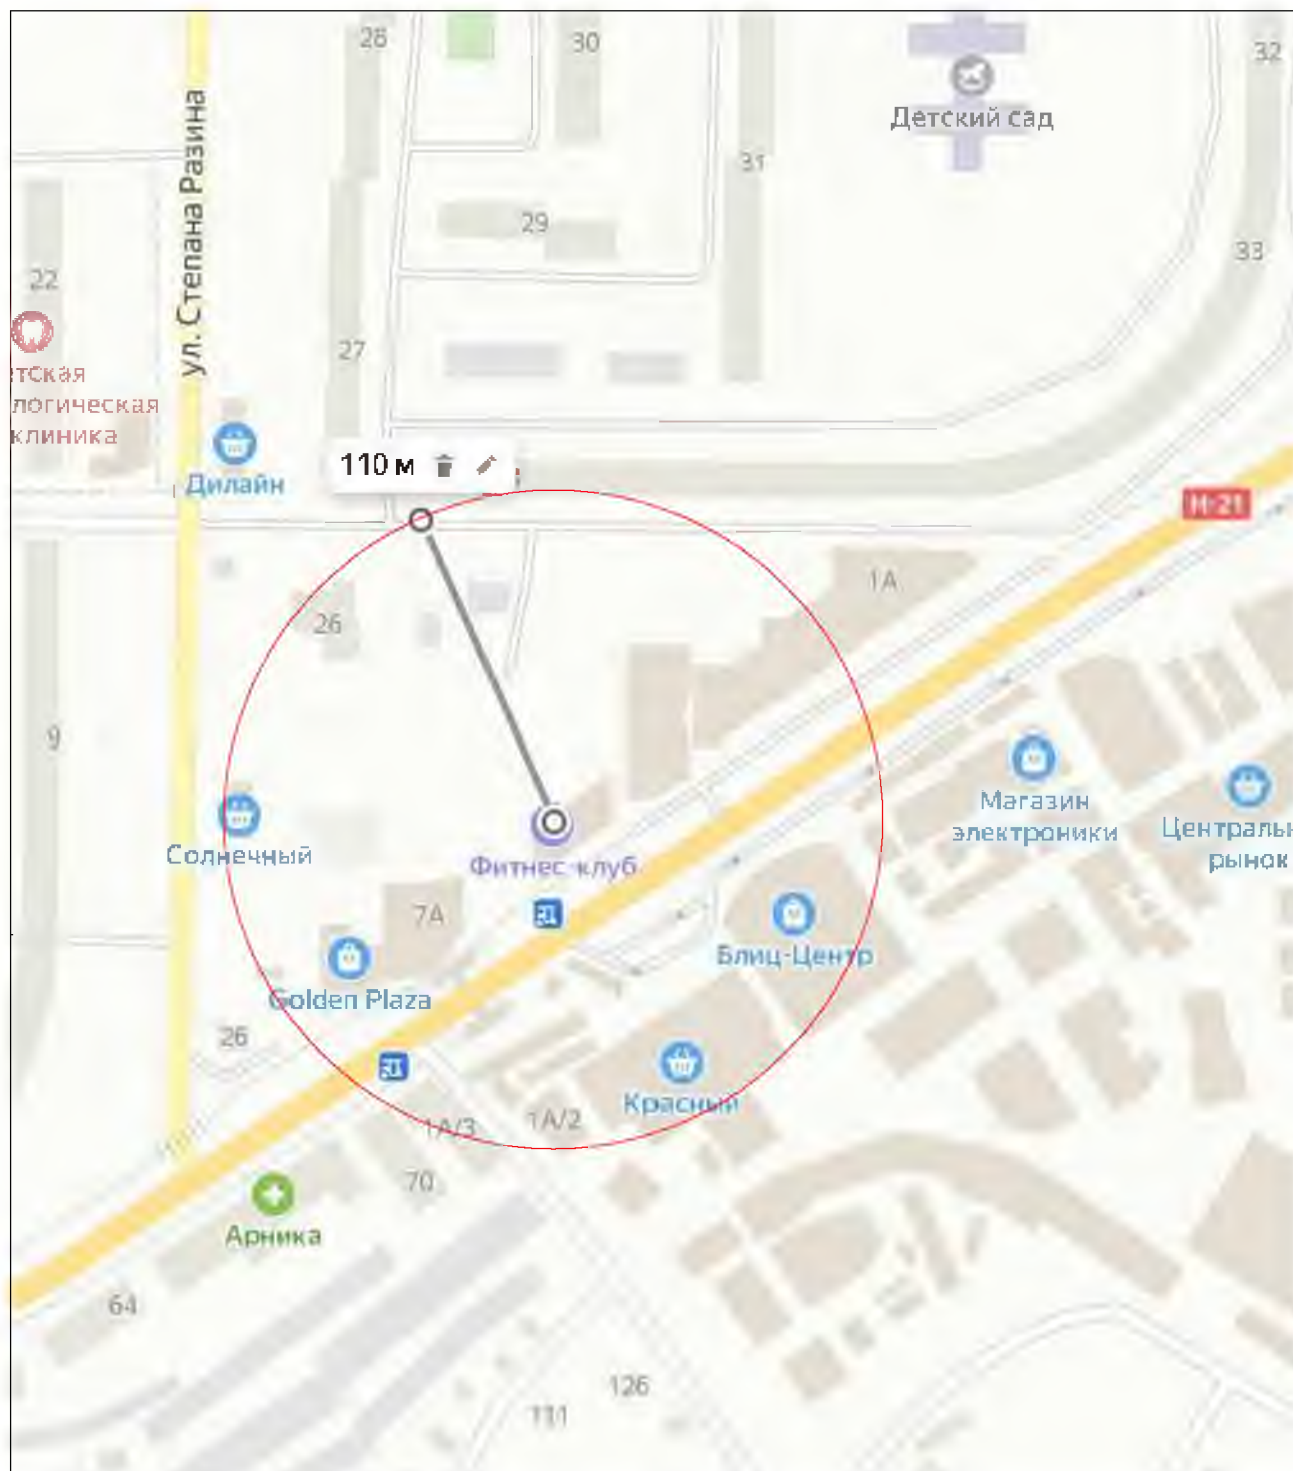 28
30
32
Детский сад
ул. Степана Разина
31
29
22
33
27
тская
логическая
клиника
110 м
Дилайн
Н-21
1А
26
9
Солнечный
Фитнес-клуб
Магазин
электроники
Централы
рынок
7А
Блиц-Центр
Golden Plaza
26
Красный
1А/3
1А/2
70
Арника
64
126
111